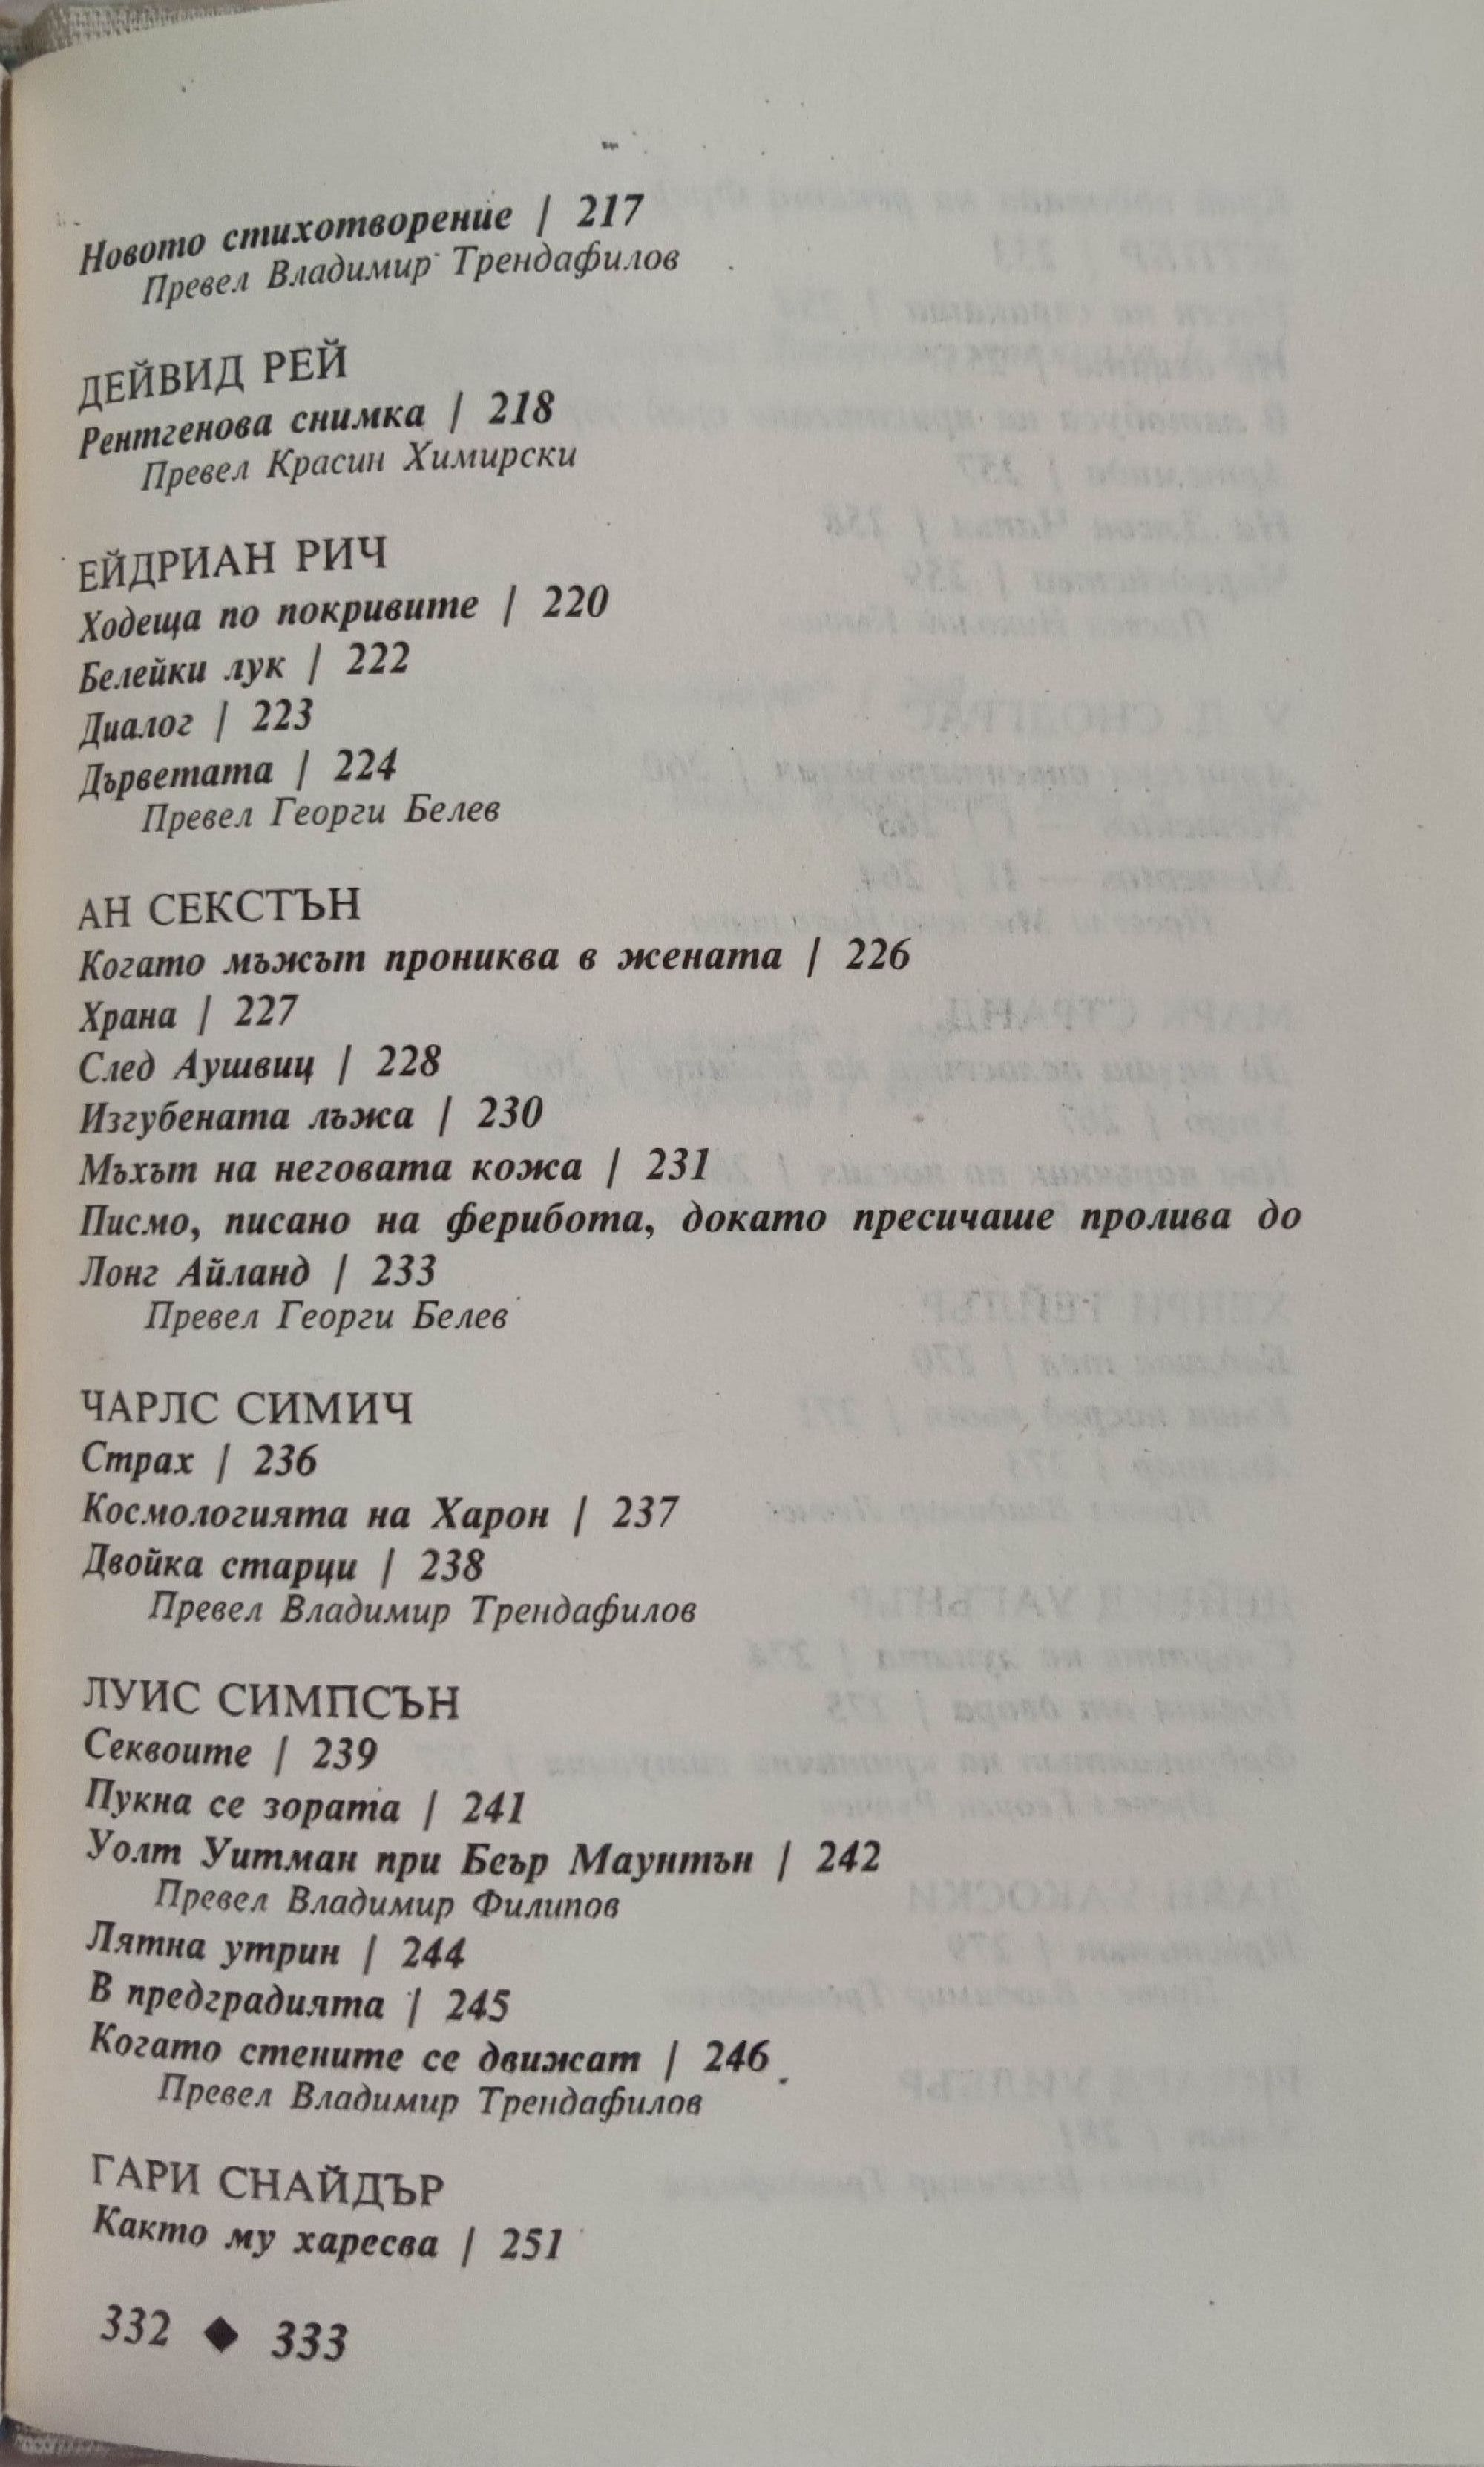 Новото стихотворение | 217
Превел Владимир Трендафилов
ДЕЙВИД РЕЙ
Рентгенова снимка | 218
Превел Красин Химирски
ЕЙДРИАН РИЧ
Ходеща по покривите | 220
Белейки лук | 222
Диалог | 223
Дърветата | 224
Превел Георги Белев
АН СЕКСТЪН
Когато мъжът прониква в жената | 226
Храна | 227
След Аушвиц | 228
Изгубената лъжа | 230
Мъхът на неговата кожа | 231
Писмо, писано на ферибота, докато пресичаше пролива до
Лонг Айланд | 233
Превел Георги Белев
ЧАРЛС СИМИЧ
Страх | 236
Космологията на Харон | 237
Двойка старци | 238
Превел Владимир Трендафилов
ЛУИС СИМПСЪН
Секвоите | 239
Пукна се зората | 241
Уолт Уитман при Беър Маунтън | 242
Превел Владимир Филипов
Лятна утрин | 244
В предградията | 245
Когато стените се движат | 246
Превел Владимир Трендафилов
ГАРИ СНАЙДЪР
Както му харесва | 251
332 ◆ 333